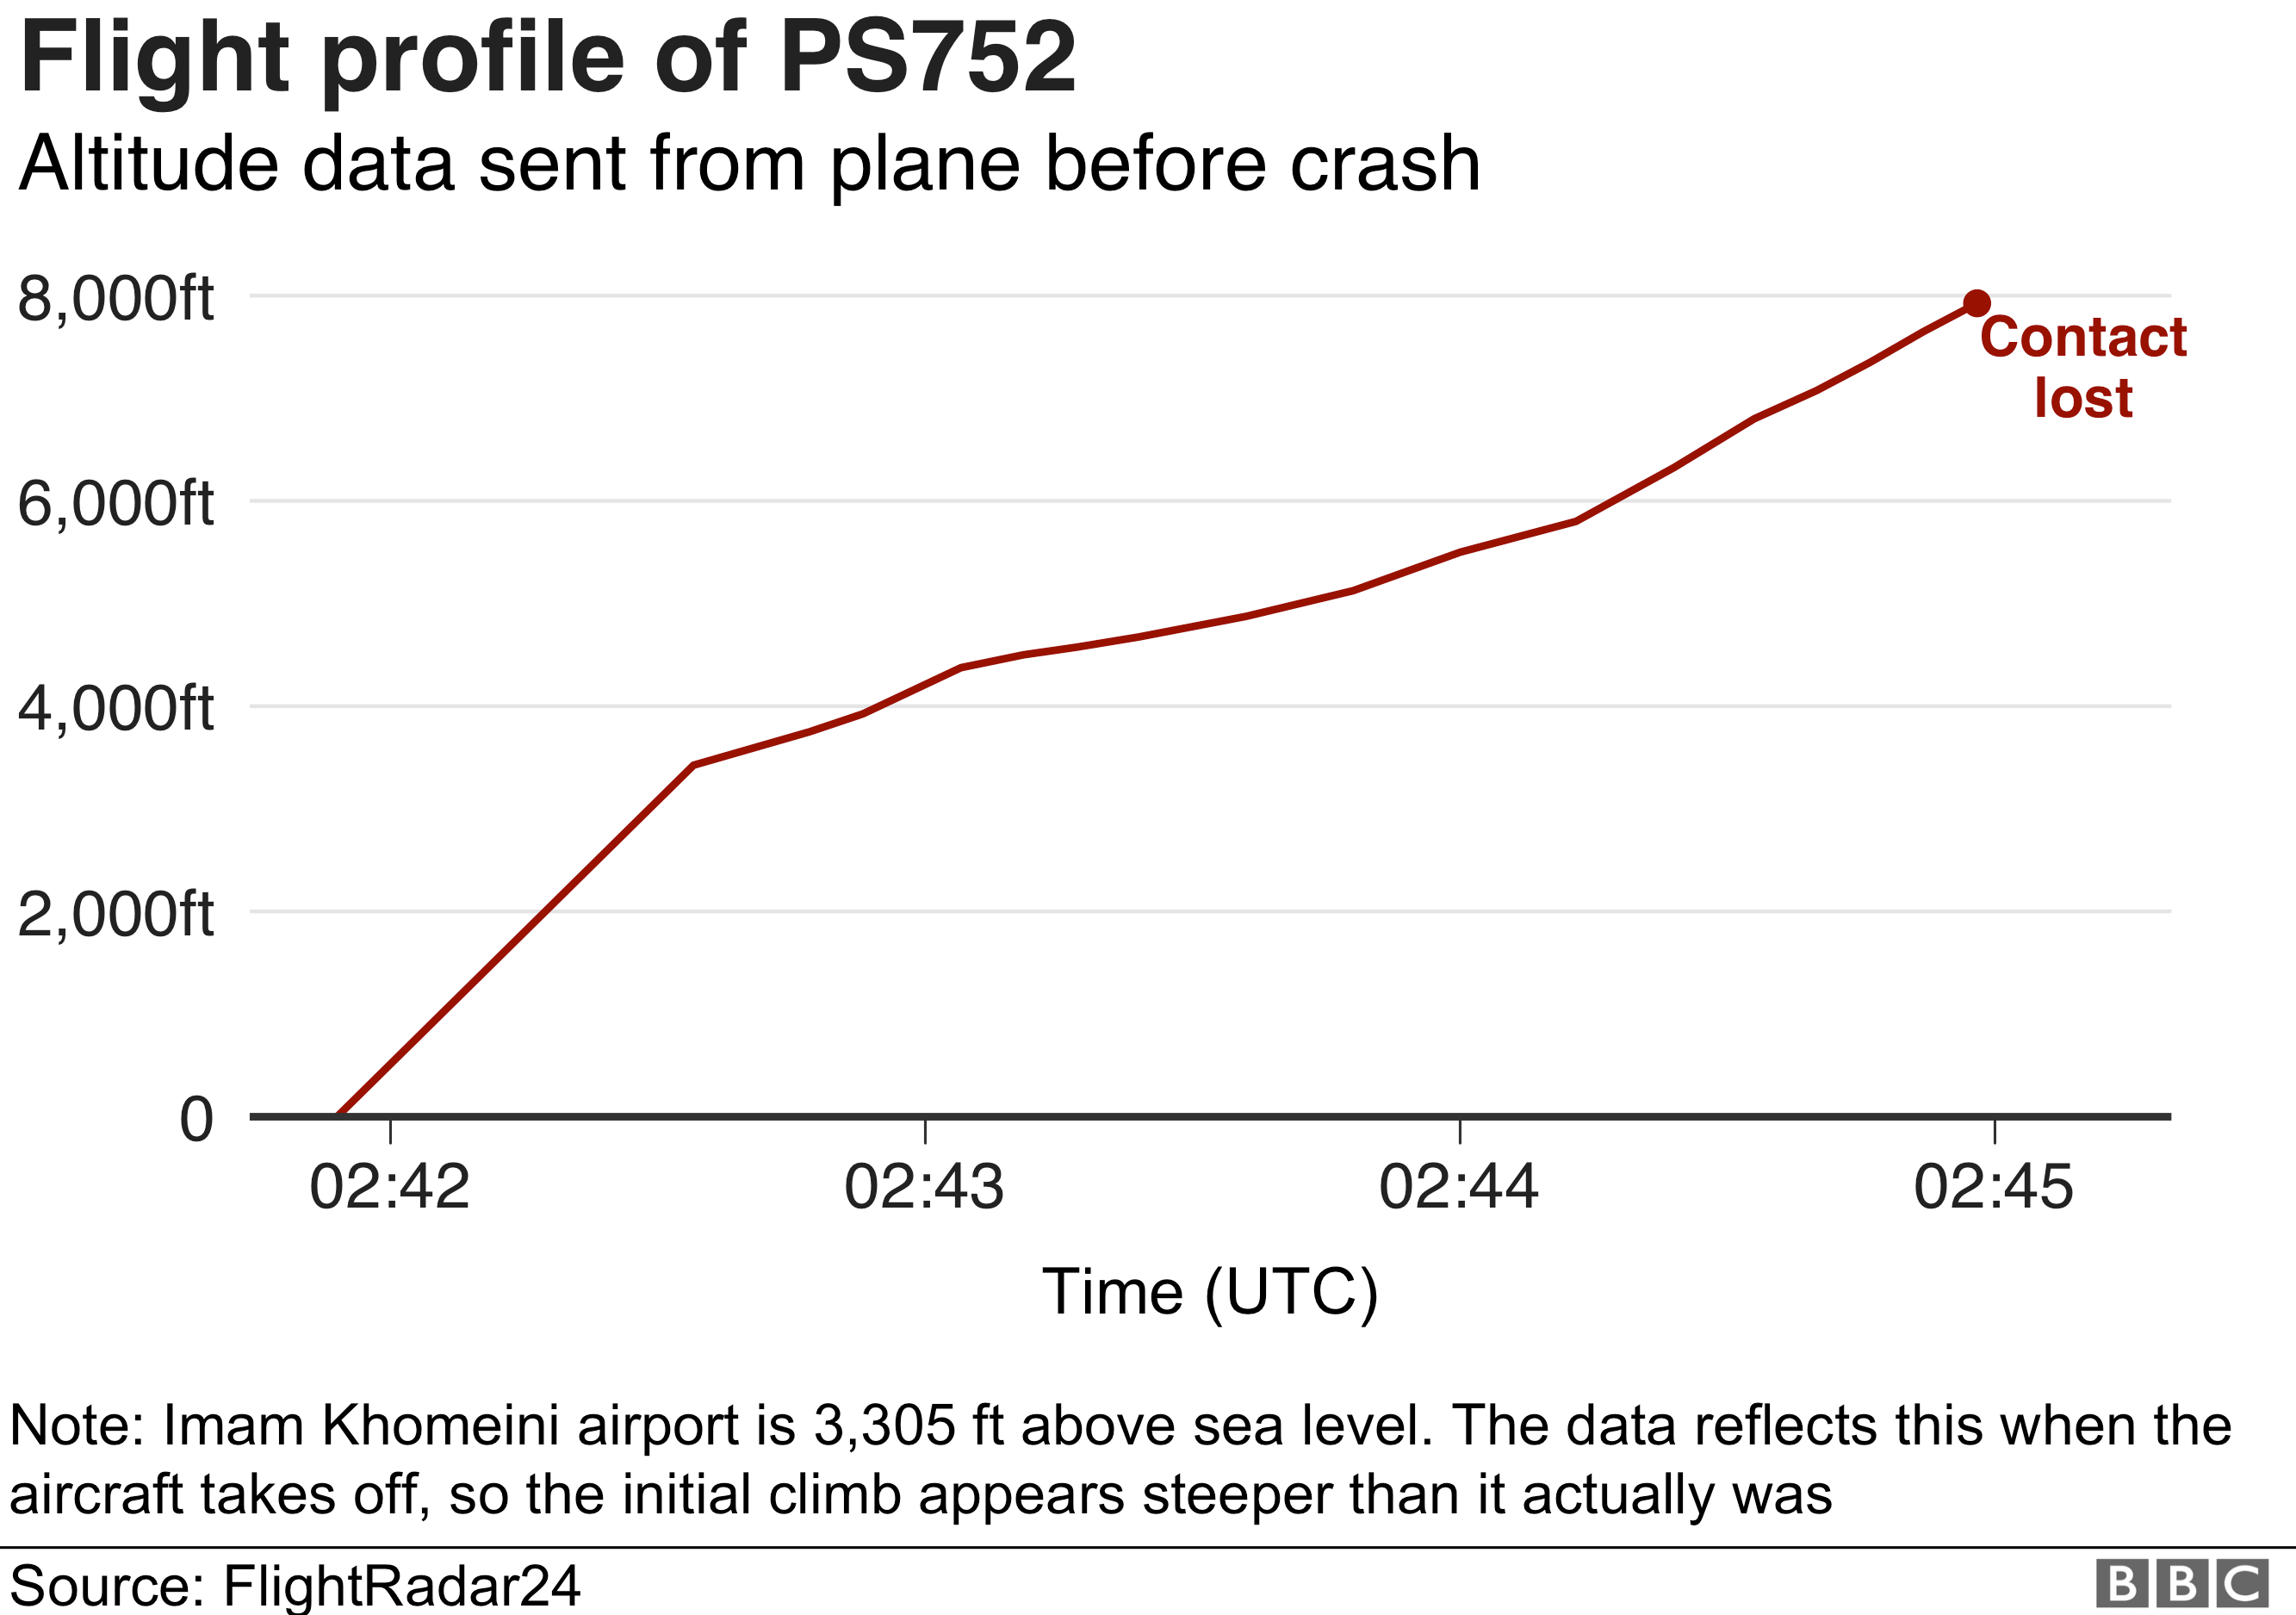 Flight profile of PS752
Altitude data sent from plane before crash
8,000ft
Contact
lost
6,000ft
4,000ft
2,000ft
0
02:42
02:43
02:44
02:45
Time (UTC)
Note: Imam Khomeini airport is 3,305 ft above sea level. The data reflects this when the
aircraft takes off, so the initial climb appears steeper than it actually was
Source: FlightRadar24
BBC